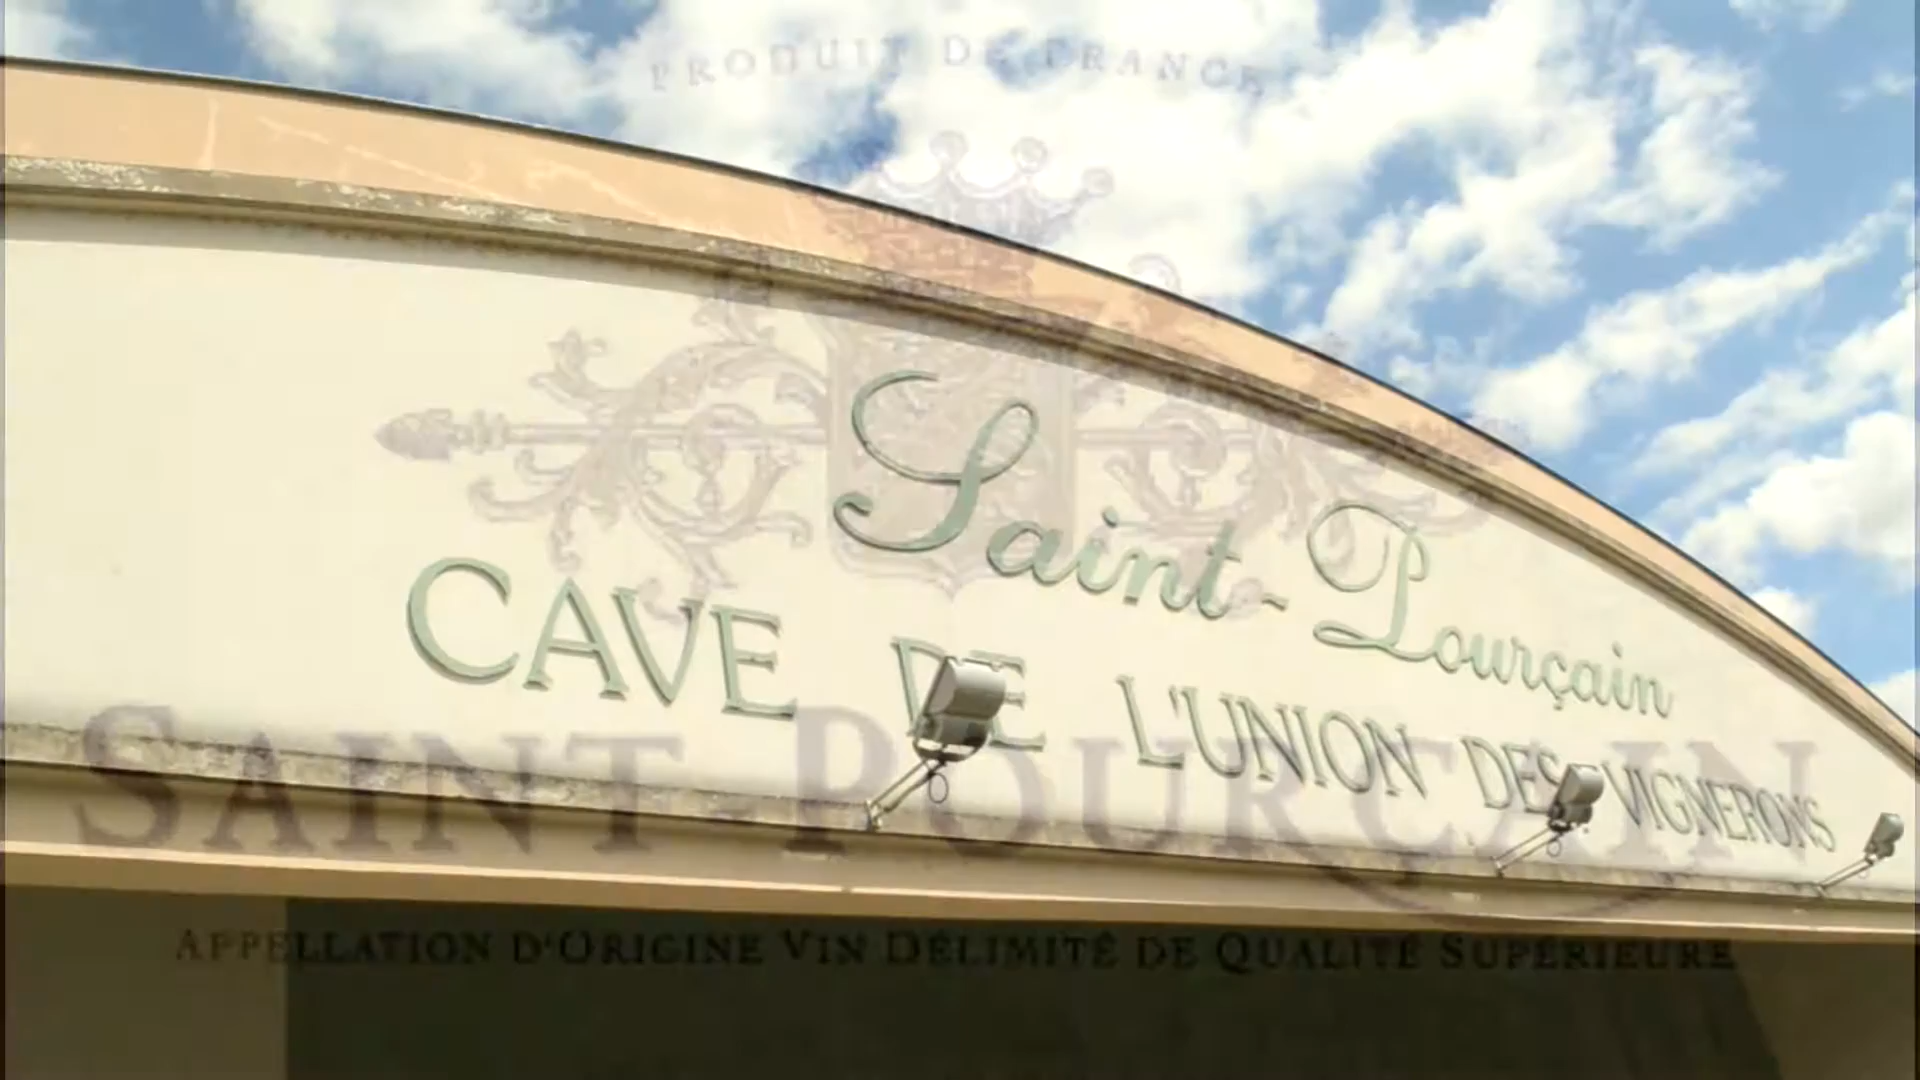 PRODUIT DE FRANCE
Saint-Pourçain
CAVE DE L'UNION DES VIGNERONS
SAINT-POURÇAIN
APPELLATION D'ORIGINE VIN DÉLIMITÉ DE QUALITÉ SUPÉRIEURE